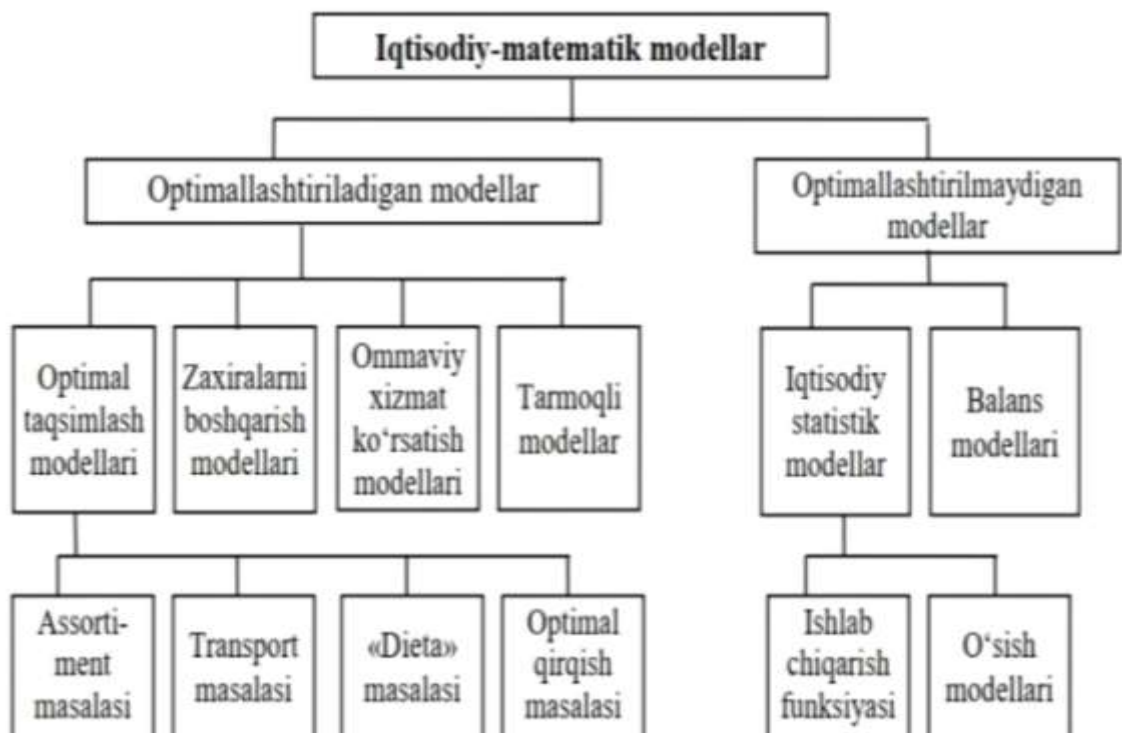 Iqtisodiy-matematik modellar
Optimallashtiriladigan modellar
Optimallashtirilmaydigan
modellar
Optimal
taqsimlash
modellari
Zaxiralarni
boshqarish
modellari
Ommaviy
xizmat
ko‘rsatish
modellari
Tarmoqli
modellar
Iqtisodiy
statistik
modellar
Balans
modellari
Assorti-
ment
masalasi
Transport
masalasi
«Dieta»
masalasi
Optimal
qirqish
masalasi
Ishlab
chiqarish
funksiyasi
O‘sish
modellari